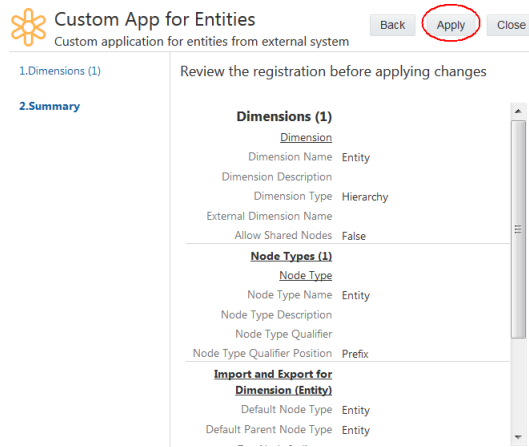 Custom App for Entities
Custom application for entities from external system
Back
Apply
Close
1.Dimensions (1)
2.Summary
Review the registration before applying changes
Dimensions (1)
Dimension
Dimension Name Entity
Dimension Description
Dimension Type Hierarchy
External Dimension Name
Allow Shared Nodes False
Node Types (1)
Node Type
Node Type Name Entity
Node Type Description
Node Type Qualifier
Node Type Qualifier Position Prefix
Import and Export for
Dimension (Entity)
Default Node Type Entity
Default Parent Node Type Entity